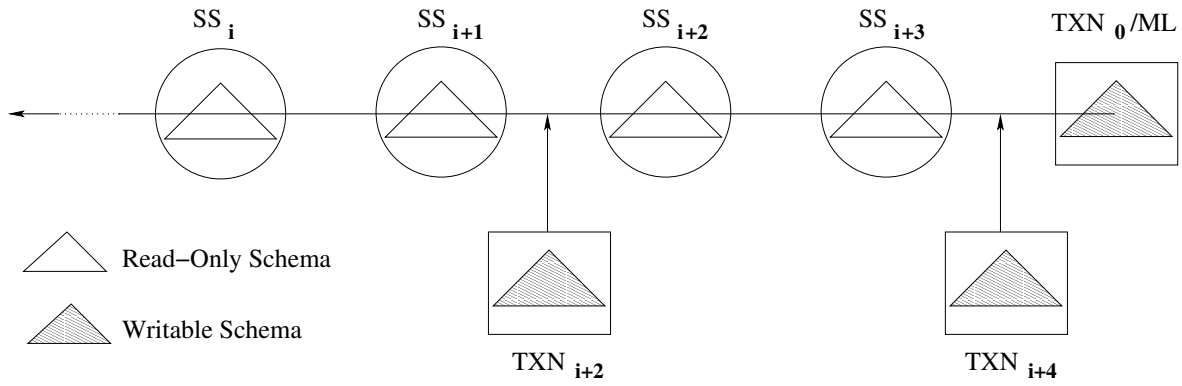 SS i SS i+1 SS i+2 SS i+3 TXN 0 /ML
Read−Only Schema
Writable Schema
TXN i+2 TXN i+4